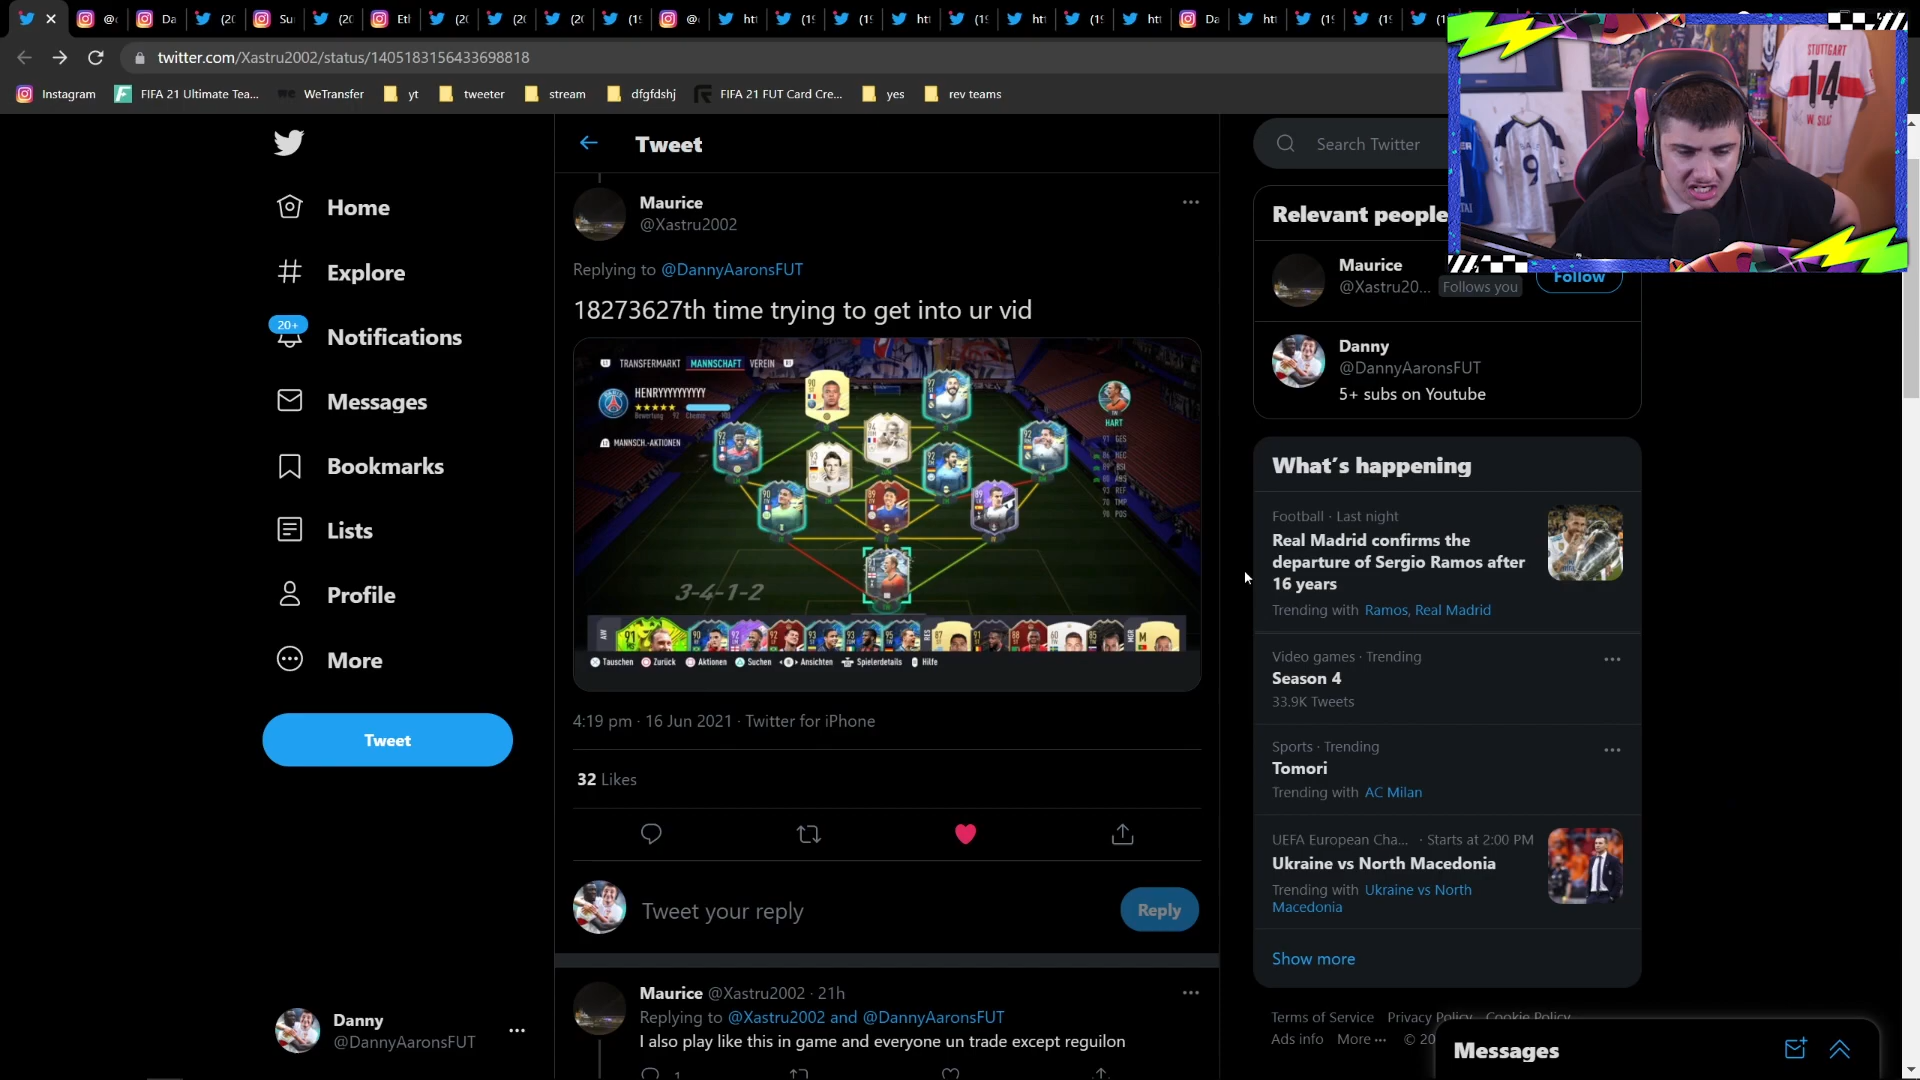 twitter.com/Xastru2002/status/1405183156433698818
Instagram
FIFA 21 Ultimate Tea...
WeTransfer
yt
tweeter
stream
dfgfdshj
FIFA 21 FUT Card Cre...
yes
rev teams
Home
Explore
20+
Notifications
Messages
Bookmarks
Lists
Profile
More
Tweet
Danny
@DannyAaronsFUT
Tweet
Maurice
@Xastru2002
Replying to @DannyAaronsFUT
18273627th time trying to get into ur vid
TRANSFERMARKT MANNSCHAFT VEREIN
HENRYYYYYYYYY
MANNSCH.-AKTIONEN
HART
3-4-1-2
Tauschen Zurück Aktionen Suchen Ansichten Spielerdetails Hilfe
4:19 pm · 16 Jun 2021 · Twitter for iPhone
32 Likes
Tweet your reply
Reply
Maurice @Xastru2002 · 21h
Replying to @Xastru2002 and @DannyAaronsFUT
I also play like this in game and everyone un trade except reguilon
1
Search Twitter
Relevant people
Maurice
@Xastru20... Follows you
Follow
Danny
@DannyAaronsFUT
5+ subs on Youtube
What's happening
Football · Last night
Real Madrid confirms the
departure of Sergio Ramos after
16 years
Trending with Ramos, Real Madrid
Video games · Trending
Season 4
33.9K Tweets
Sports · Trending
Tomori
Trending with AC Milan
UEFA European Cha... · Starts at 2:00 PM
Ukraine vs North Macedonia
Trending with Ukraine vs North
Macedonia
Show more
Terms of Service Privacy Policy Cookie Policy
Ads info More ··· © 20
Messages
STUTTGART
14
W. SILAS
9